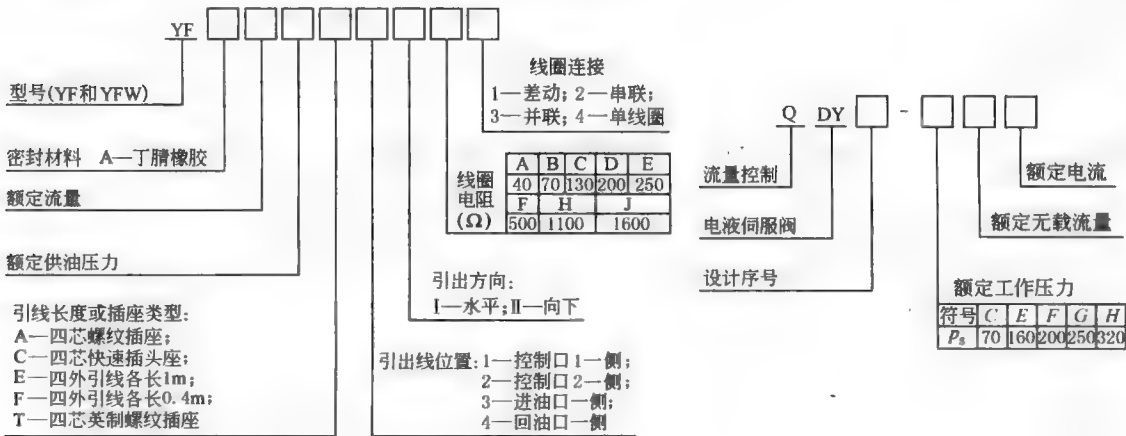 YF
型号(YF和YFW)
密封材料 A—丁腈橡胶
额定流量
额定供油压力
引线长度或插座类型:
A—四芯螺纹插座;
C—四芯快速插头座;
E—四外引线各长1m;
F—四外引线各长0.4m;
T—四芯英制螺纹插座
线圈连接
1—差动; 2—串联;
3—并联; 4—单线圈
线圈
电阻
(Ω)
A B C D E
40 70 130 200 250
F H J
500 1100 1600
引出方向:
Ⅰ—水平;Ⅱ—向下
引出线位置:1—控制口1一侧;
2—控制口2一侧;
3—进油口一侧;
4—回油口一侧
Q DY -
流量控制
电液伺服阀
设计序号
额定电流
额定无载流量
额定工作压力
符号 C E F G H
Ps 70 160 200 250 320